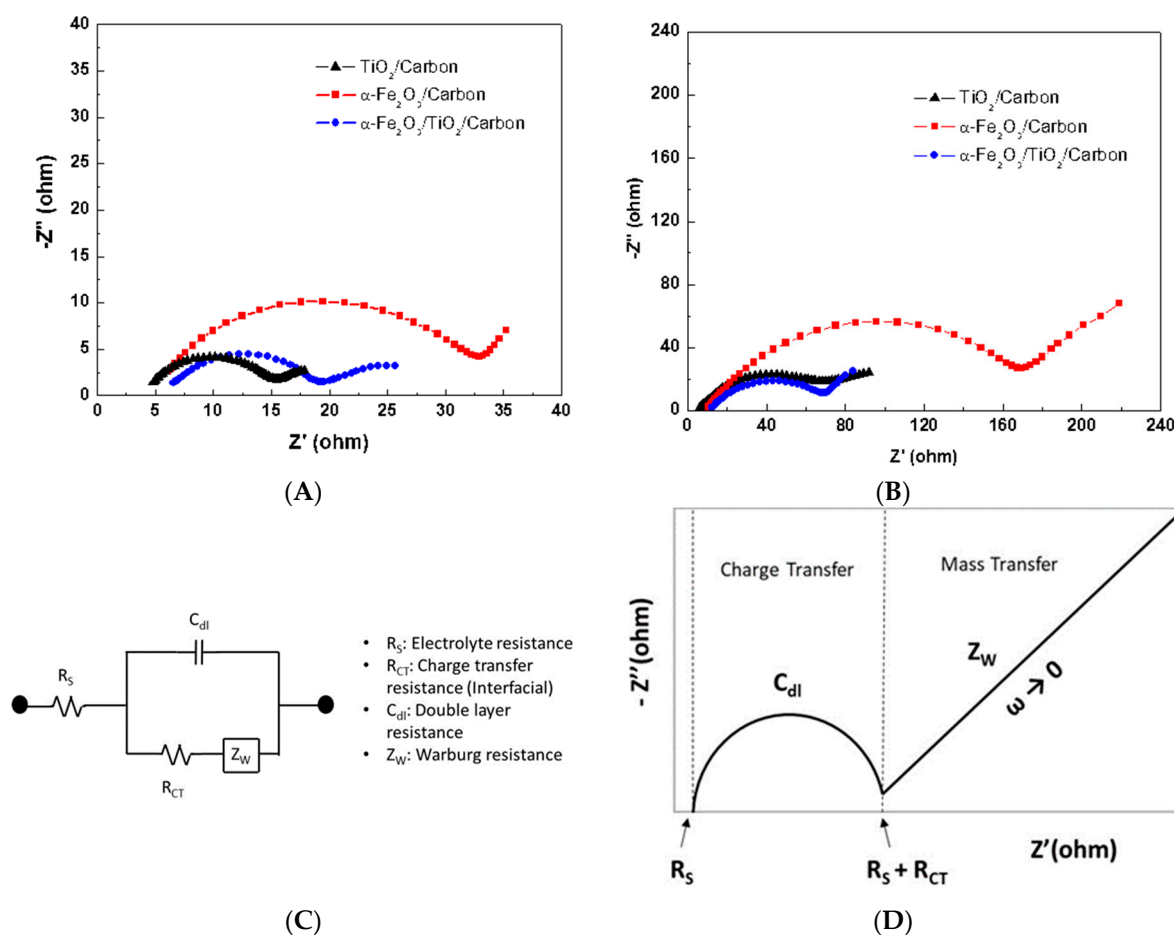 40
35
30
25
20
15
10
5
0
-Z'' (ohm)
TiO2/Carbon
α-Fe2O3/Carbon
α-Fe2O3/TiO2/Carbon
0 5 10 15 20 25 30 35 40
Z' (ohm)
(A)
240
200
160
120
80
40
0
-Z'' (ohm)
TiO2/Carbon
α-Fe2O3/Carbon
α-Fe2O3/TiO2/Carbon
0 40 80 120 160 200 240
Z' (ohm)
(B)
Cdl
RS
RCT
ZW
• RS: Electrolyte resistance
• RCT: Charge transfer
resistance (Interfacial)
• Cdl: Double layer
resistance
• ZW: Warburg resistance
(C)
- Z''(ohm)
Charge Transfer
Mass Transfer
Cdl
ZW
ω → 0
RS
RS + RCT
Z'(ohm)
(D)